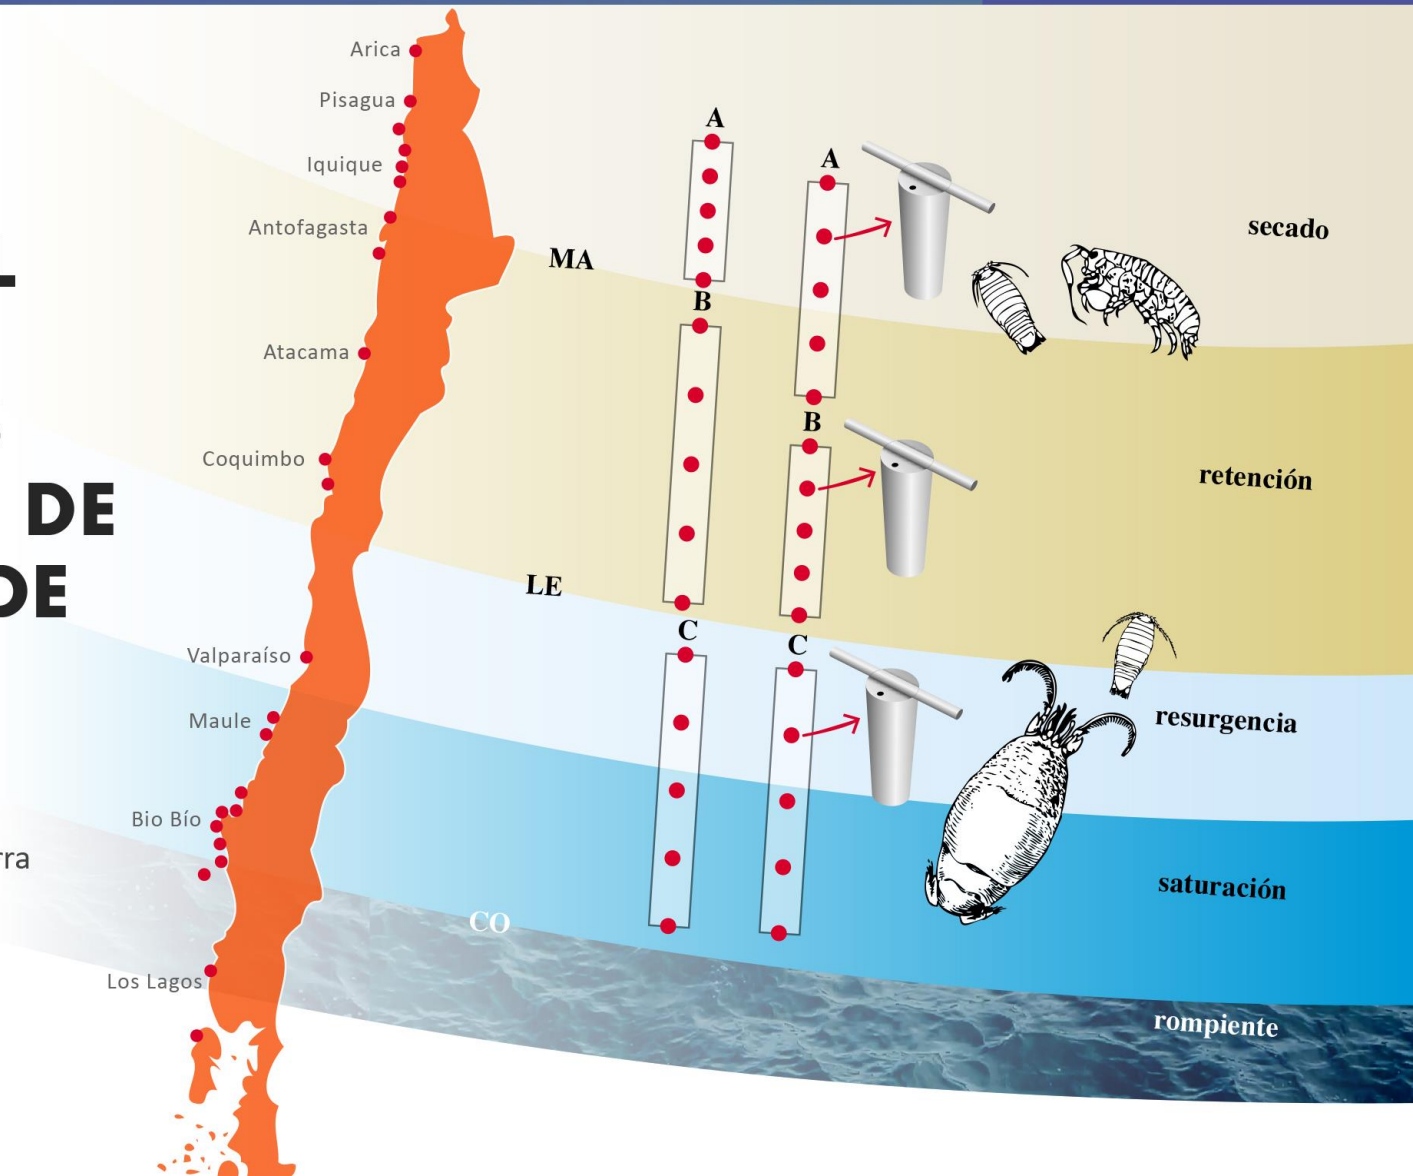 Arica
Pisagua
Iquique
Antofagasta
Atacama
Coquimbo
DE
DE
Valparaíso
Maule
Bio Bío
rra
Los Lagos
A
A
MA
B
B
LE
C
C
CO
secado
retención
resurgencia
saturación
rompiente